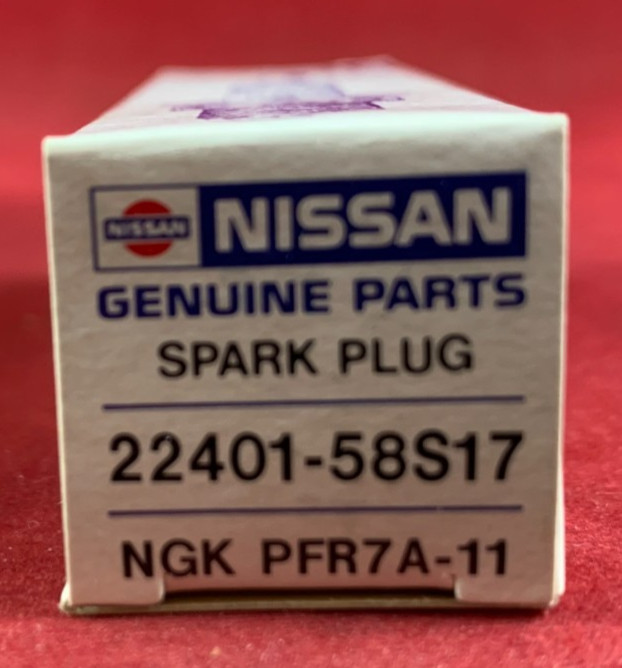 NISSAN NISSAN
GENUINE PARTS
SPARK PLUG
22401-58S17
NGK PFR7A-11